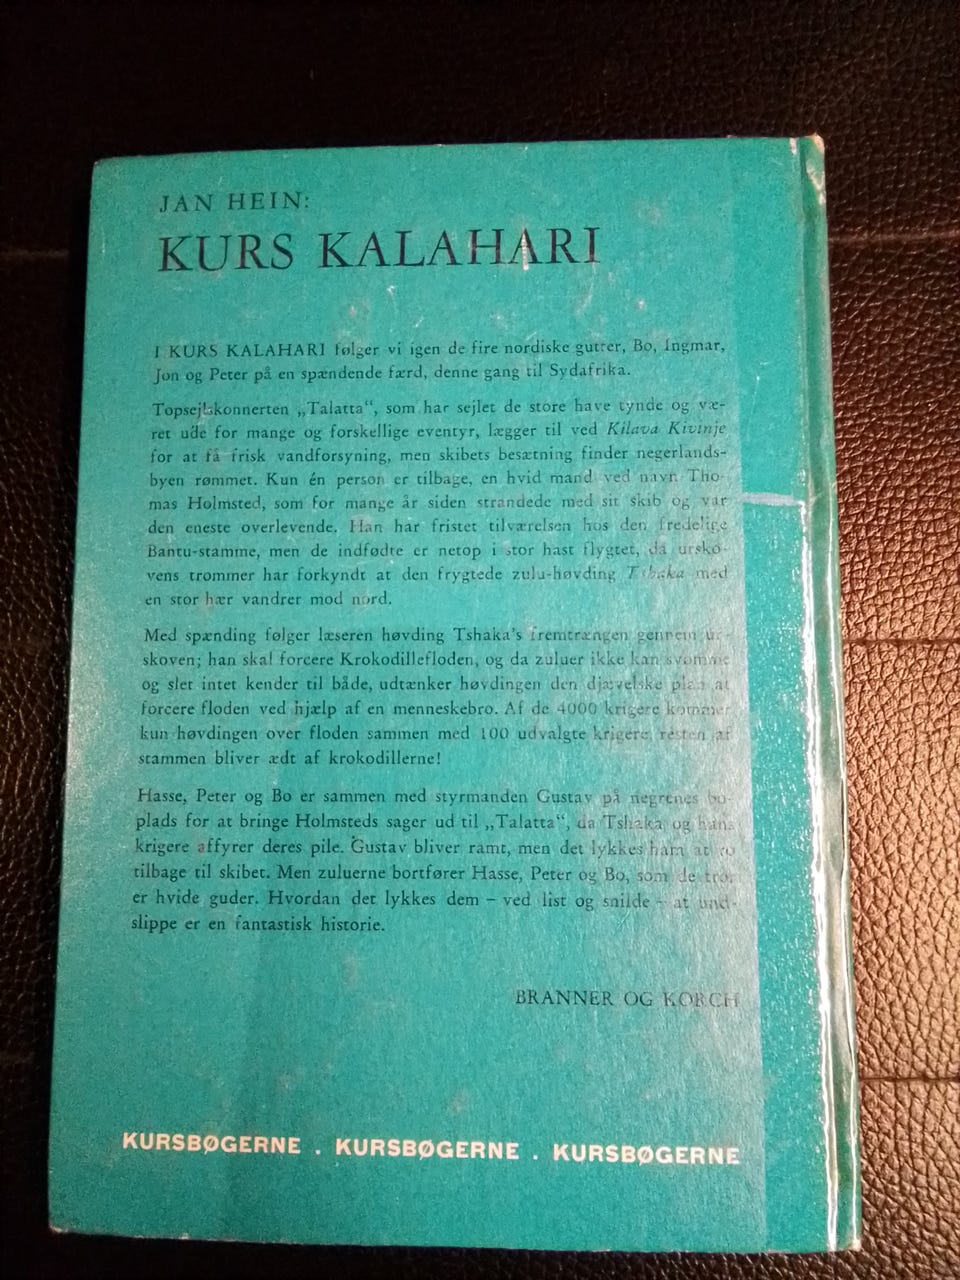 JAN HEIN:
KURS KALAHARI
I KURS KALAHARI følger vi igen de fire nordiske gutter, Bo, Ingmar,
Jon og Peter på en spændende færd, denne gang til Sydafrika.
Topsejlskonnerten „Talatta“, som har sejlet de store have tynde og væ-
ret ude for mange og forskellige eventyr, lægger til ved Kilava Kivinje
for at få frisk vandforsyning, men skibets besætning finder negerlands-
byen rømmet. Kun én person er tilbage, en hvid mand ved navn Tho-
mas Holmsted, som for mange år siden strandede med sit skib og var
den eneste overlevende. Han har fristet tilværelsen hos den fredelige
Bantu-stamme, men de indfødte er netop i stor hast flygtet, da ursko-
vens trommer har forkyndt at den frygtede zulu-høvding Tshaka med
en stor hær vandrer mod nord.
Med spænding følger læseren høvding Tshaka's fremtrængen gennem ur-
skoven; han skal forcere Krokodillefloden, og da zuluer ikke kan svømme
og slet intet kender til både, udtænker høvdingen den djævelske plan at
forcere floden ved hjælp af en menneskebro. Af de 4000 krigere kommer
kun høvdingen over floden sammen med 100 udvalgte krigere, resten af
stammen bliver ædt af krokodillerne!
Hasse, Peter og Bo er sammen med styrmanden Gustav på negrenes bo-
plads for at bringe Holmsteds sager ud til „Talatta“, da Tshaka og hans
krigere affyrer deres pile. Gustav bliver ramt, men det lykkes ham at ro
tilbage til skibet. Men zuluerne bortfører Hasse, Peter og Bo, som de tror
er hvide guder. Hvordan det lykkes dem – ved list og snilde – at und-
slippe er en fantastisk historie.
BRANNER OG KORCH
KURSBØGERNE . KURSBØGERNE . KURSBØGERNE